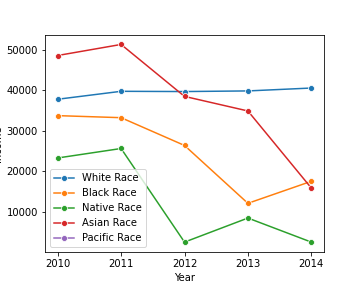 50000
40000
30000
20000
10000
White Race
Black Race
Native Race
Asian Race
Pacific Race
2010 2011 2012 2013 2014
Year